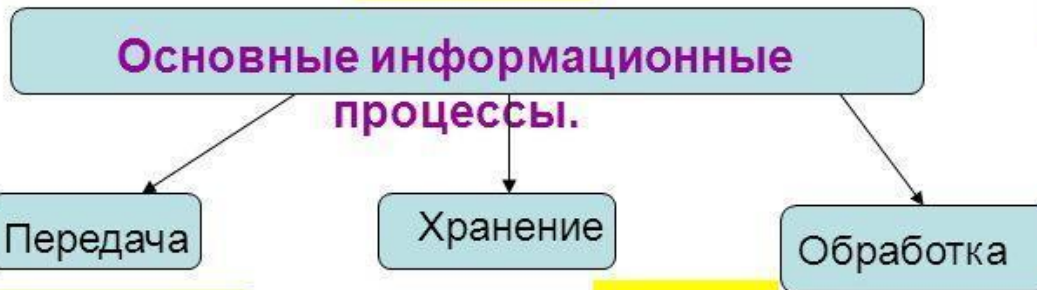 Основные информационные
процессы.
Передача
Хранение
Обработка